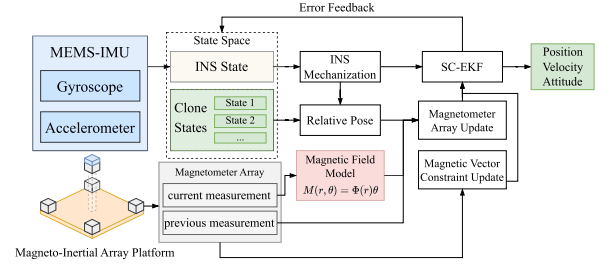 Error Feedback
State Space
MEMS-IMU
Gyroscope
Accelerometer
INS State
Clone
States
State 1
State 2
...
INS
Mechanization
Relative Pose
SC-EKF
Position
Velocity
Attitude
Magnetometer
Array Update
Magnetic Vector
Constraint Update
Magnetometer Array
current measurement
previous measurement
Magnetic Field
Model
M(r, θ) = Φ(r)θ
Magneto-Inertial Array Platform